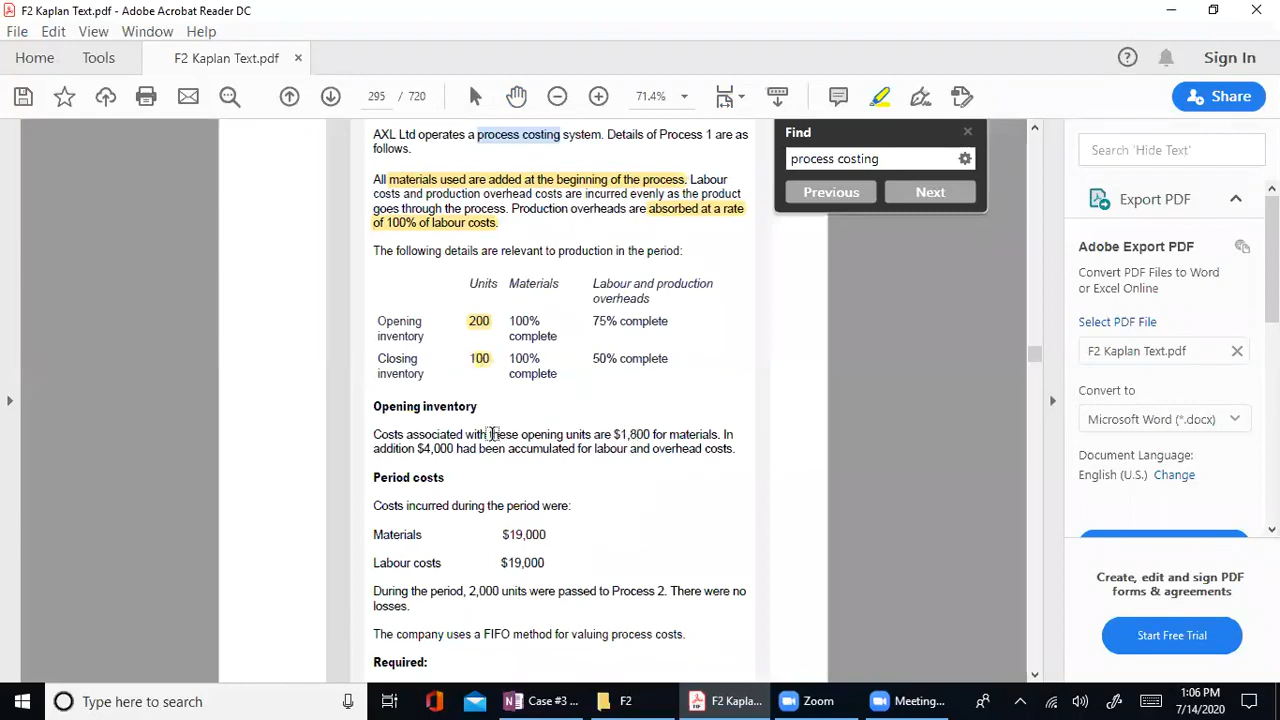 F2 Kaplan Text.pdf - Adobe Acrobat Reader DC
File Edit View Window Help
Home Tools F2 Kaplan Text.pdf × Sign In
295 / 720 71.4% Share
AXL Ltd operates a process costing system. Details of Process 1 are as
follows.
All materials used are added at the beginning of the process. Labour
costs and production overhead costs are incurred evenly as the product
goes through the process. Production overheads are absorbed at a rate
of 100% of labour costs.
The following details are relevant to production in the period:
Units Materials Labour and production
overheads
Opening 200 100% 75% complete
inventory complete
Closing 100 100% 50% complete
inventory complete
Opening inventory
Costs associated with these opening units are $1,800 for materials. In
addition $4,000 had been accumulated for labour and overhead costs.
Period costs
Costs incurred during the period were:
Materials $19,000
Labour costs $19,000
During the period, 2,000 units were passed to Process 2. There were no
losses.
The company uses a FIFO method for valuing process costs.
Required:
Find
process costing
Previous Next
Search 'Hide Text'
Export PDF
Adobe Export PDF
Convert PDF Files to Word
or Excel Online
Select PDF File
F2 Kaplan Text.pdf
Convert to
Microsoft Word (*.docx)
Document Language:
English (U.S.) Change
Create, edit and sign PDF
forms & agreements
Start Free Trial
Type here to search Case #3 ... F2 F2 Kapla... Zoom Meeting... 1:06 PM
7/14/2020